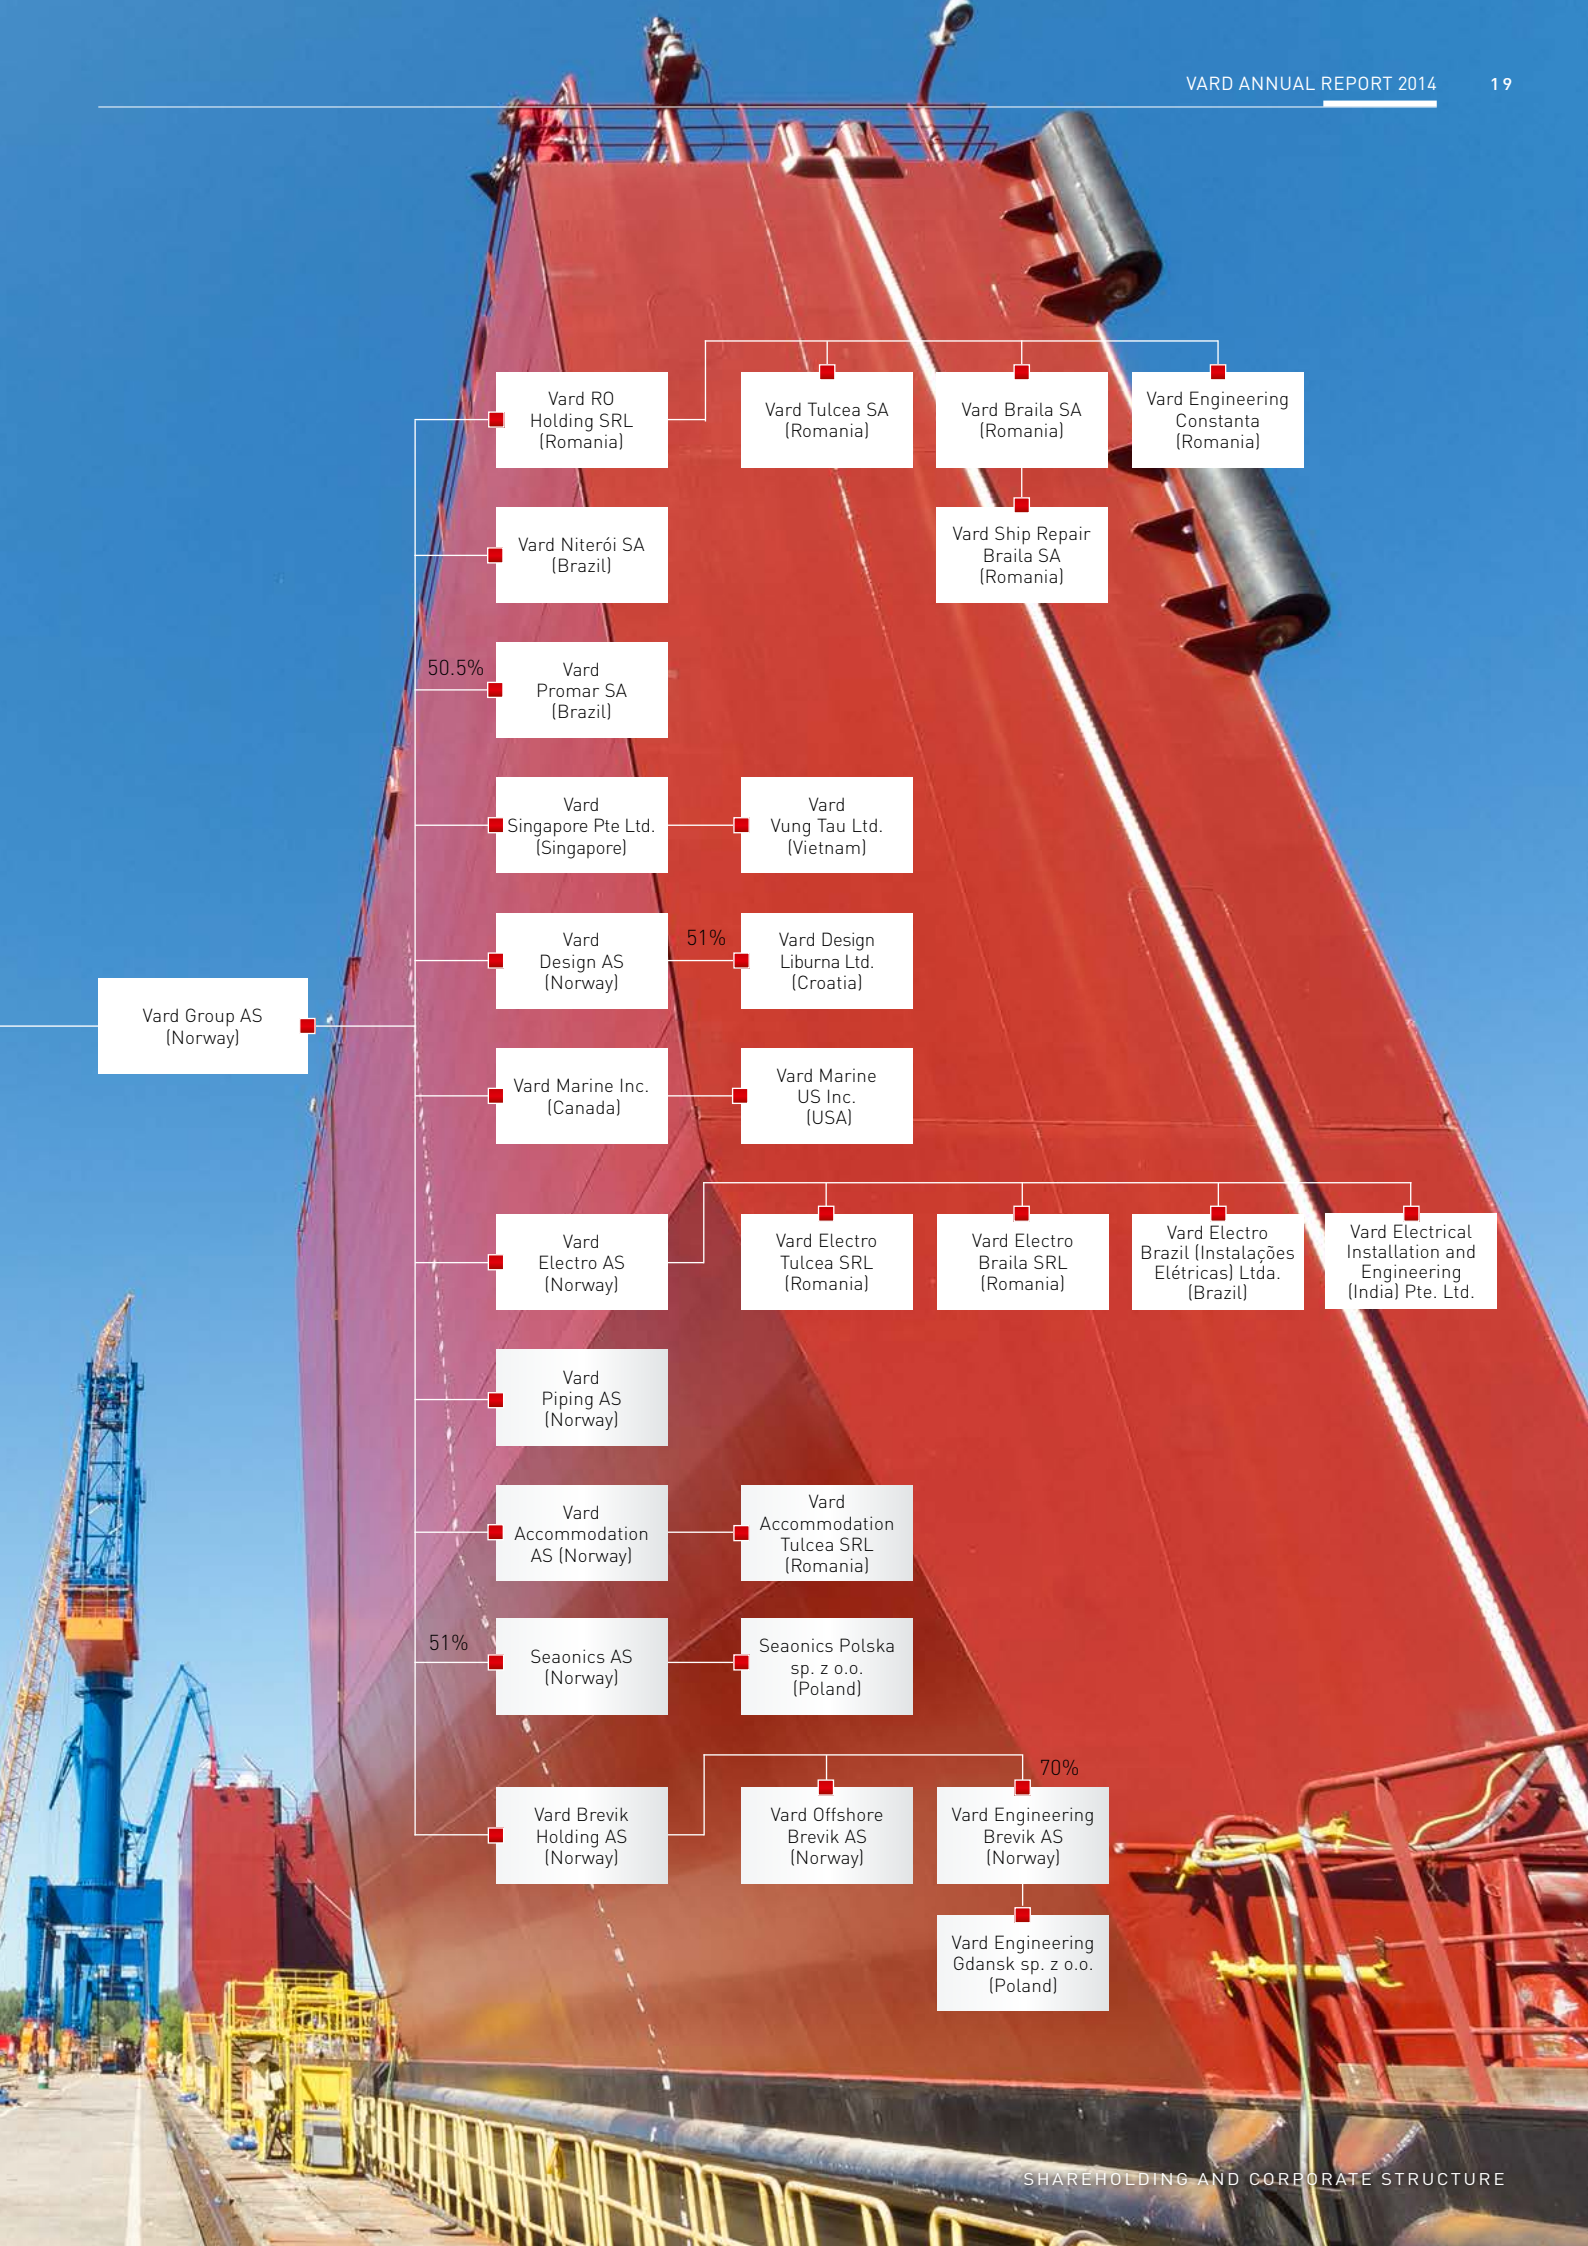 VARD ANNUAL REPORT 2014
19
Vard RO
Holding SRL
(Romania)
Vard Tulcea SA
(Romania)
Vard Braila SA
(Romania)
Vard Engineering
Constanta
(Romania)
Vard Niterói SA
(Brazil)
Vard Ship Repair
Braila SA
(Romania)
50.5%
Vard
Promar SA
(Brazil)
Vard
Singapore Pte Ltd.
(Singapore)
Vard
Vung Tau Ltd.
(Vietnam)
Vard
Design AS
(Norway)
51%
Vard Design
Liburna Ltd.
(Croatia)
Vard Group AS
(Norway)
Vard Marine Inc.
(Canada)
Vard Marine
US Inc.
(USA)
Vard
Electro AS
(Norway)
Vard Electro
Tulcea SRL
(Romania)
Vard Electro
Braila SRL
(Romania)
Vard Electro
Brazil (Instalações
Elétricas) Ltda.
(Brazil)
Vard Electrical
Installation and
Engineering
(India) Pte. Ltd.
Vard
Piping AS
(Norway)
Vard
Accommodation
AS (Norway)
Vard
Accommodation
Tulcea SRL
(Romania)
51%
Seaonics AS
(Norway)
Seaonics Polska
sp. z o.o.
(Poland)
Vard Brevik
Holding AS
(Norway)
Vard Offshore
Brevik AS
(Norway)
70%
Vard Engineering
Brevik AS
(Norway)
Vard Engineering
Gdansk sp. z o.o.
(Poland)
SHAREHOLDING AND CORPORATE STRUCTURE